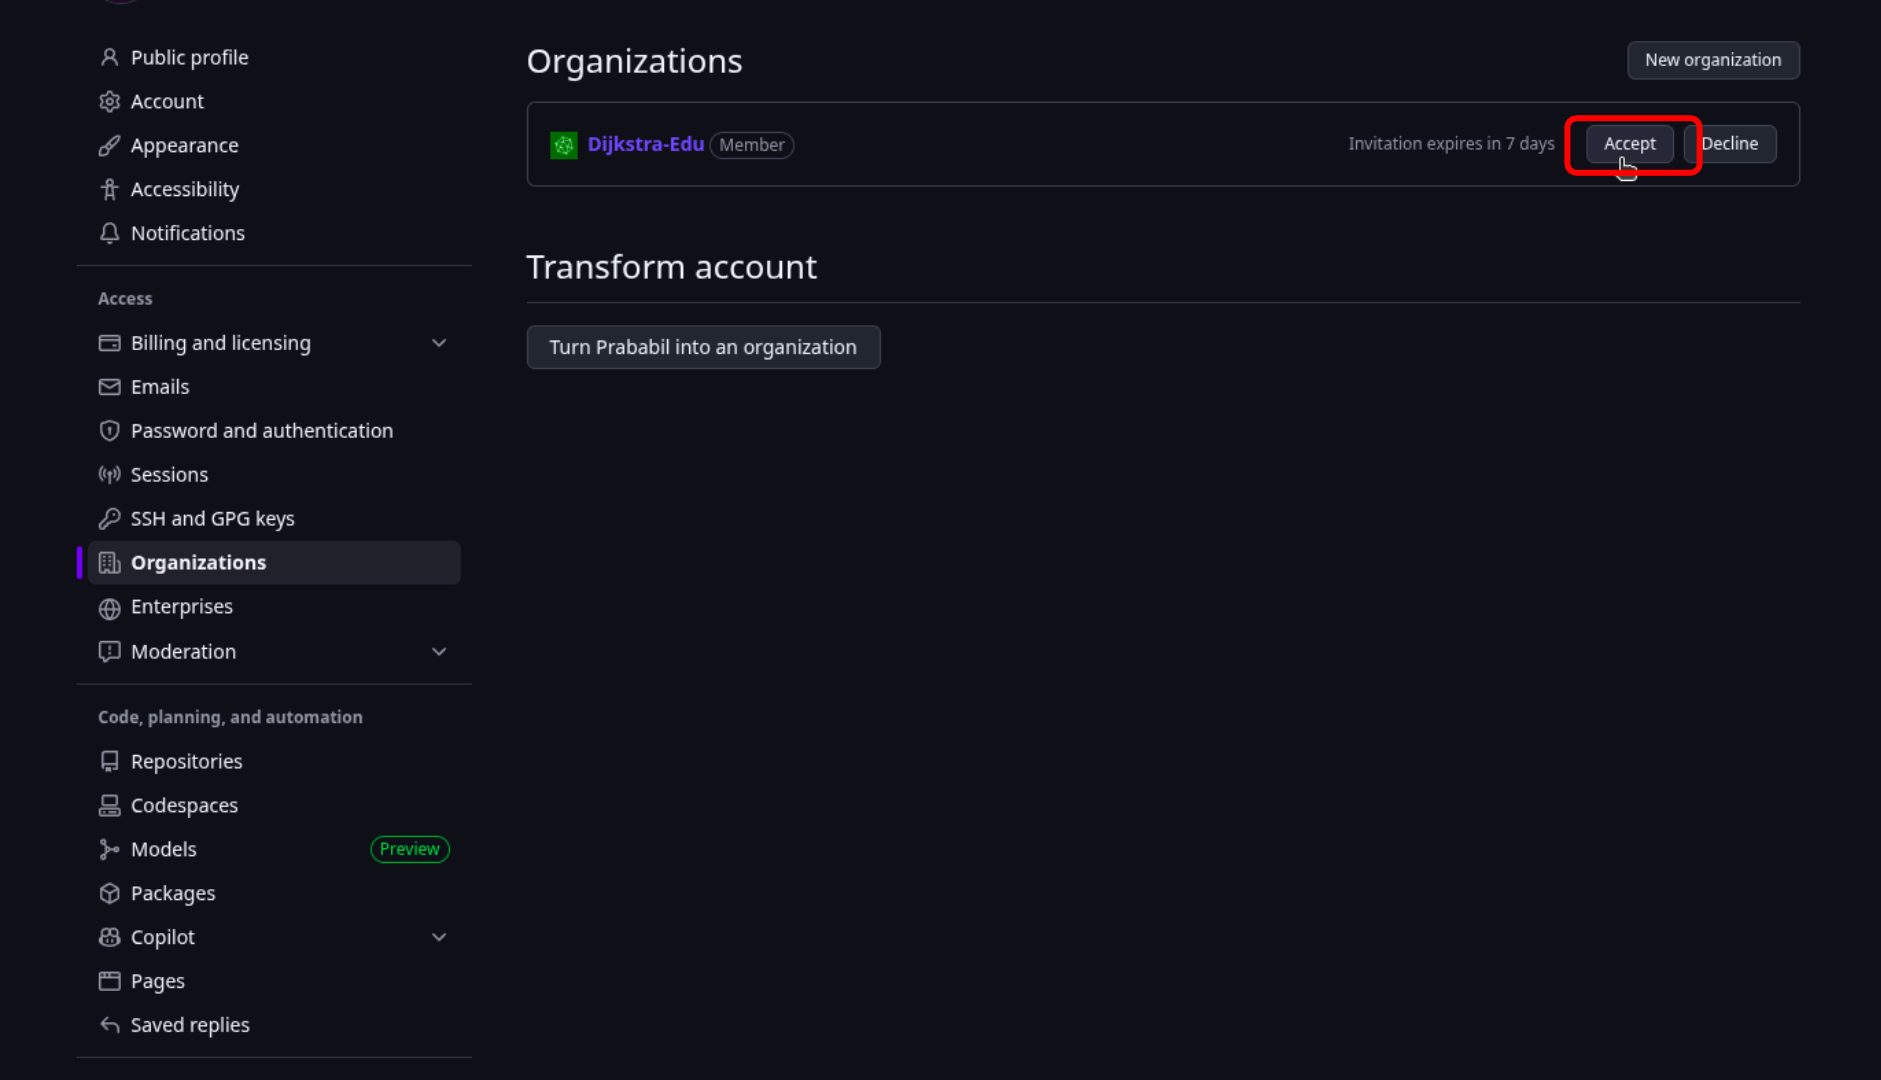 Public profile
Account
Appearance
Accessibility
Notifications
Access
Billing and licensing
Emails
Password and authentication
Sessions
SSH and GPG keys
Organizations
Enterprises
Moderation
Code, planning, and automation
Repositories
Codespaces
Models Preview
Packages
Copilot
Pages
Saved replies
Organizations New organization
Dijkstra-Edu Member Invitation expires in 7 days Accept Decline
Transform account
Turn Prababil into an organization